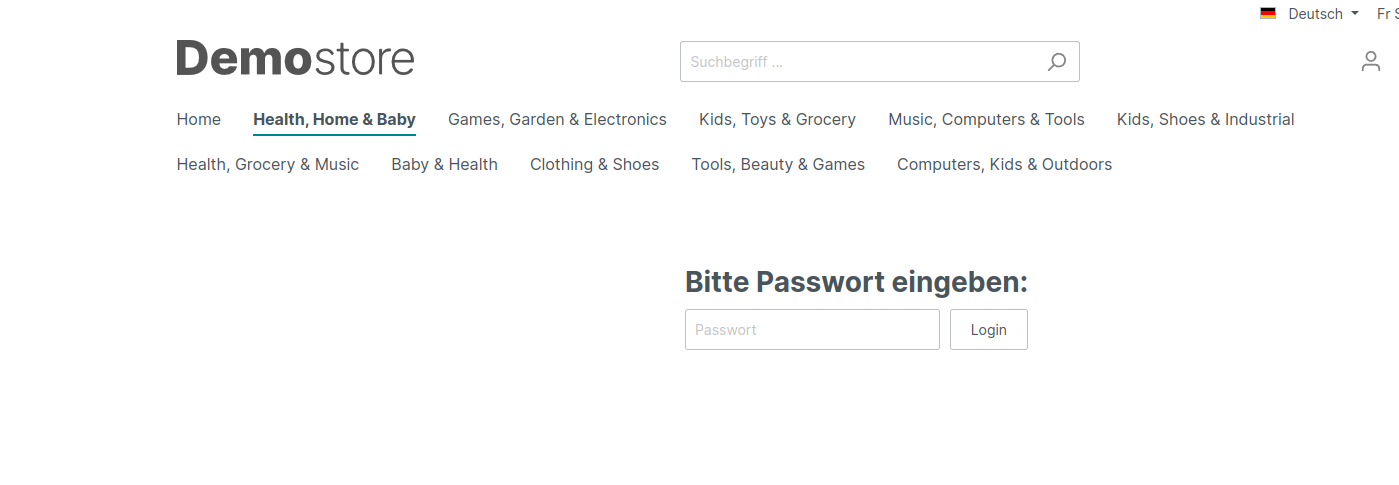 Deutsch Fr
Demostore
Suchbegriff ...
Home Health, Home & Baby Games, Garden & Electronics Kids, Toys & Grocery Music, Computers & Tools Kids, Shoes & Industrial
Health, Grocery & Music Baby & Health Clothing & Shoes Tools, Beauty & Games Computers, Kids & Outdoors
Bitte Passwort eingeben:
Passwort Login